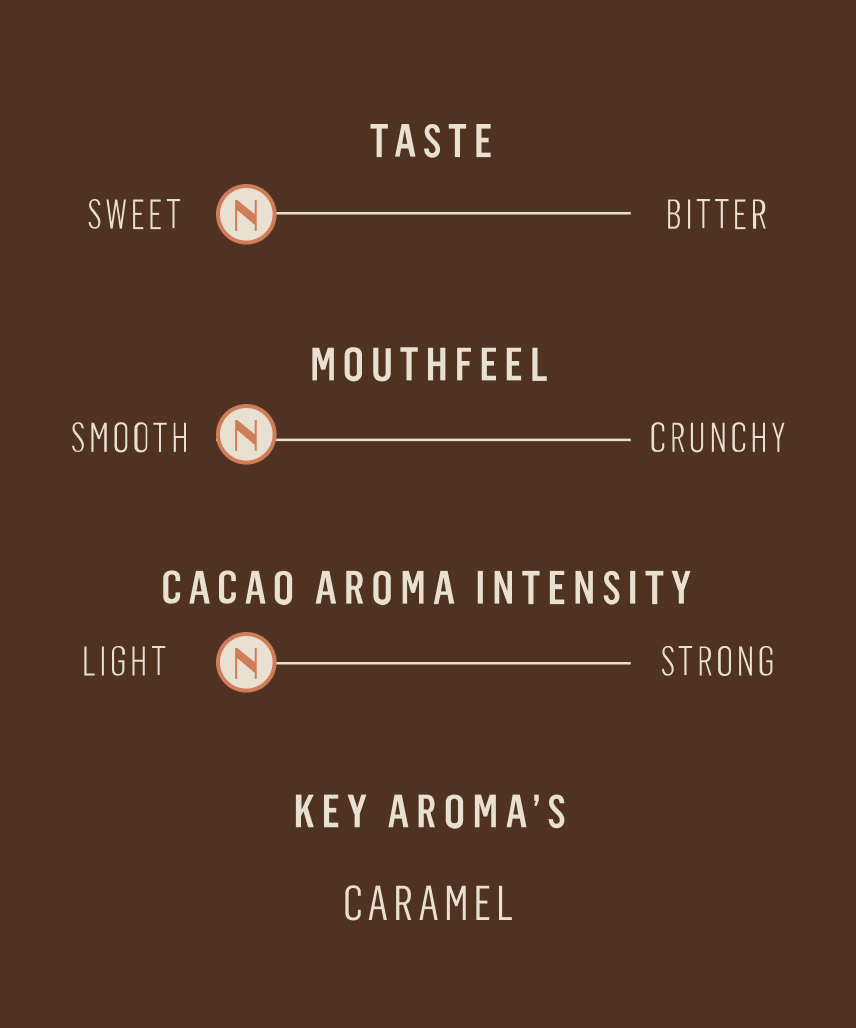 TASTE
SWEET N BITTER
MOUTHFEEL
SMOOTH N CRUNCHY
CACAO AROMA INTENSITY
LIGHT N STRONG
KEY AROMA’S
CARAMEL